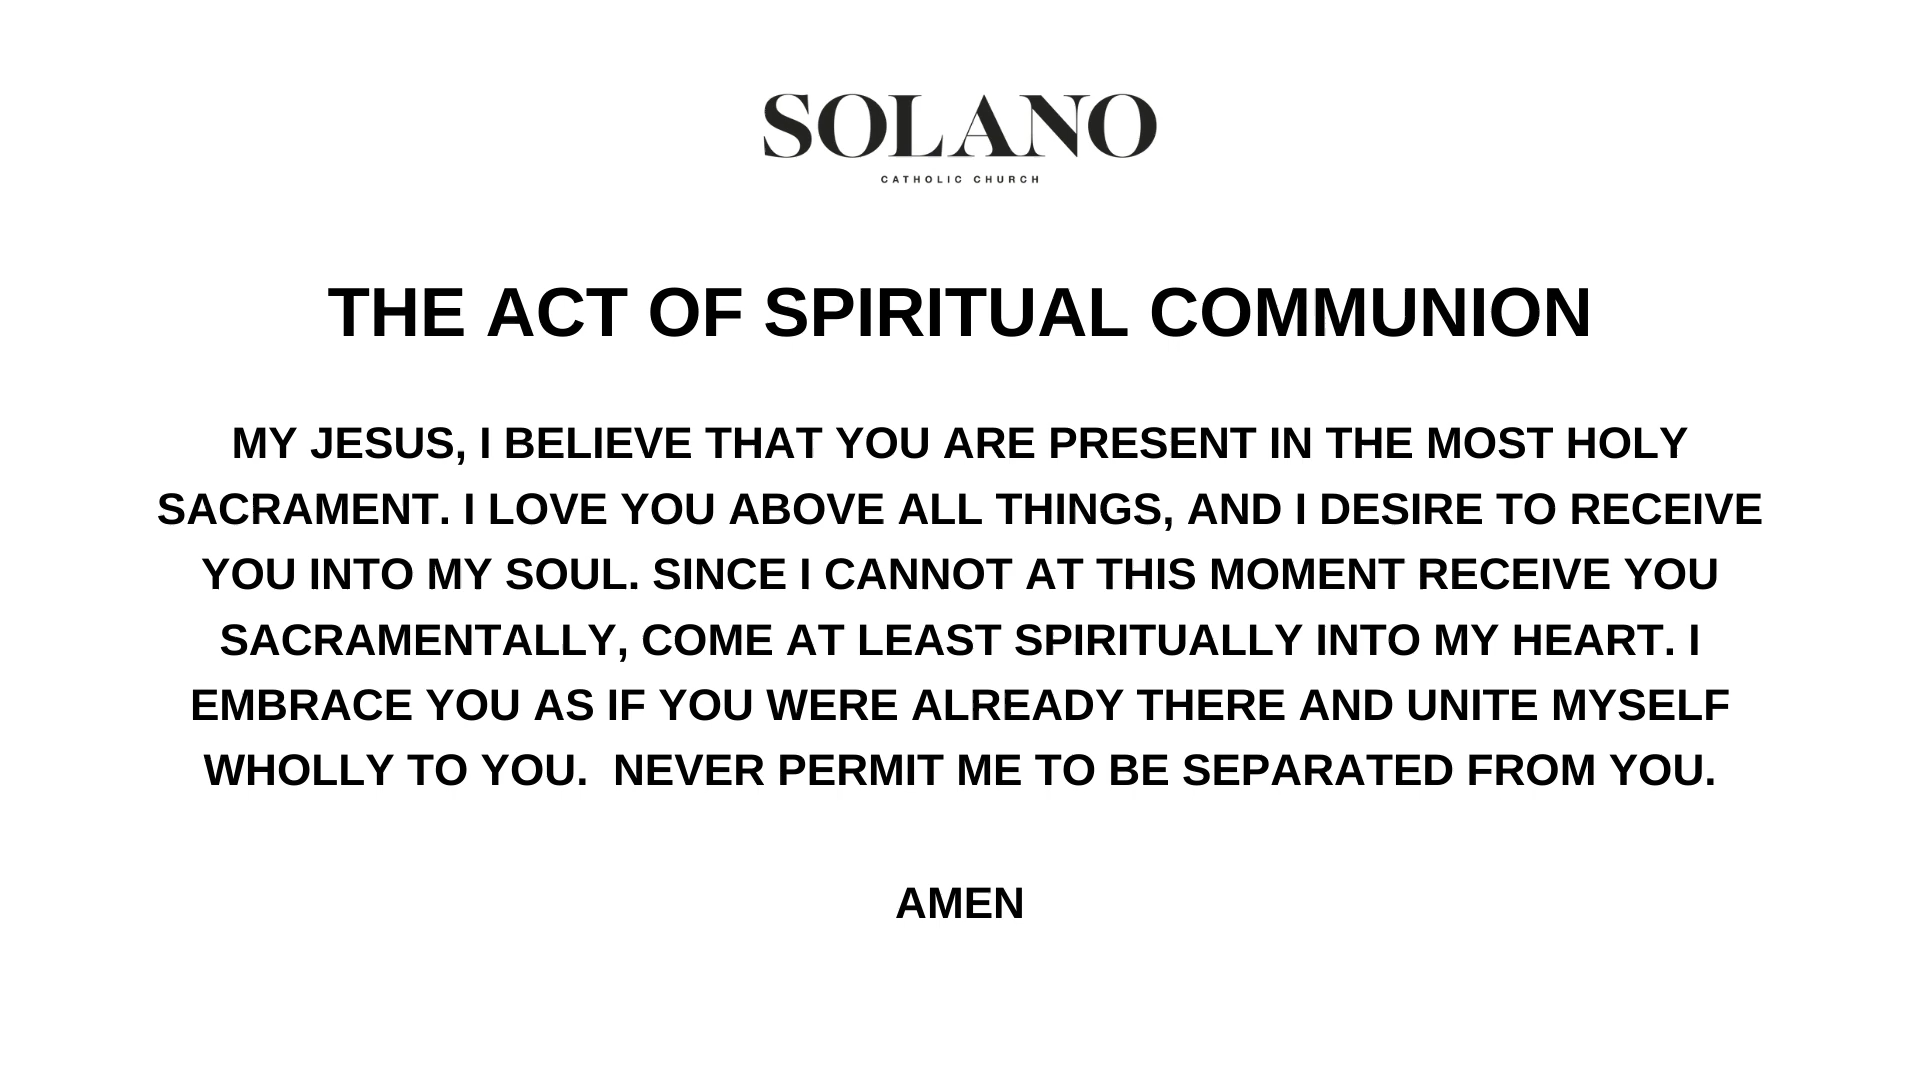 SOLANO
CATHOLIC CHURCH
THE ACT OF SPIRITUAL COMMUNION
MY JESUS, I BELIEVE THAT YOU ARE PRESENT IN THE MOST HOLY
SACRAMENT. I LOVE YOU ABOVE ALL THINGS, AND I DESIRE TO RECEIVE
YOU INTO MY SOUL. SINCE I CANNOT AT THIS MOMENT RECEIVE YOU
SACRAMENTALLY, COME AT LEAST SPIRITUALLY INTO MY HEART. I
EMBRACE YOU AS IF YOU WERE ALREADY THERE AND UNITE MYSELF
WHOLLY TO YOU.  NEVER PERMIT ME TO BE SEPARATED FROM YOU.
AMEN